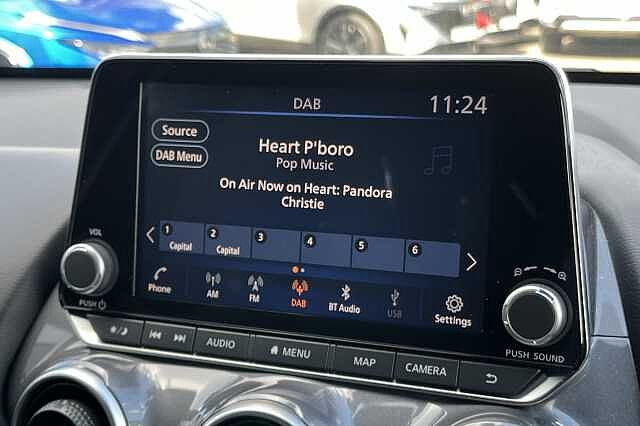 DAB
11:24
Source
DAB Menu
Heart P'boro
Pop Music
On Air Now on Heart: Pandora
Christie
1 Capital
2 Capital
3
4
5
6
VOL
Phone
AM
FM
DAB
BT Audio
USB
Settings
PUSH
PUSH SOUND
AUDIO
MENU
MAP
CAMERA